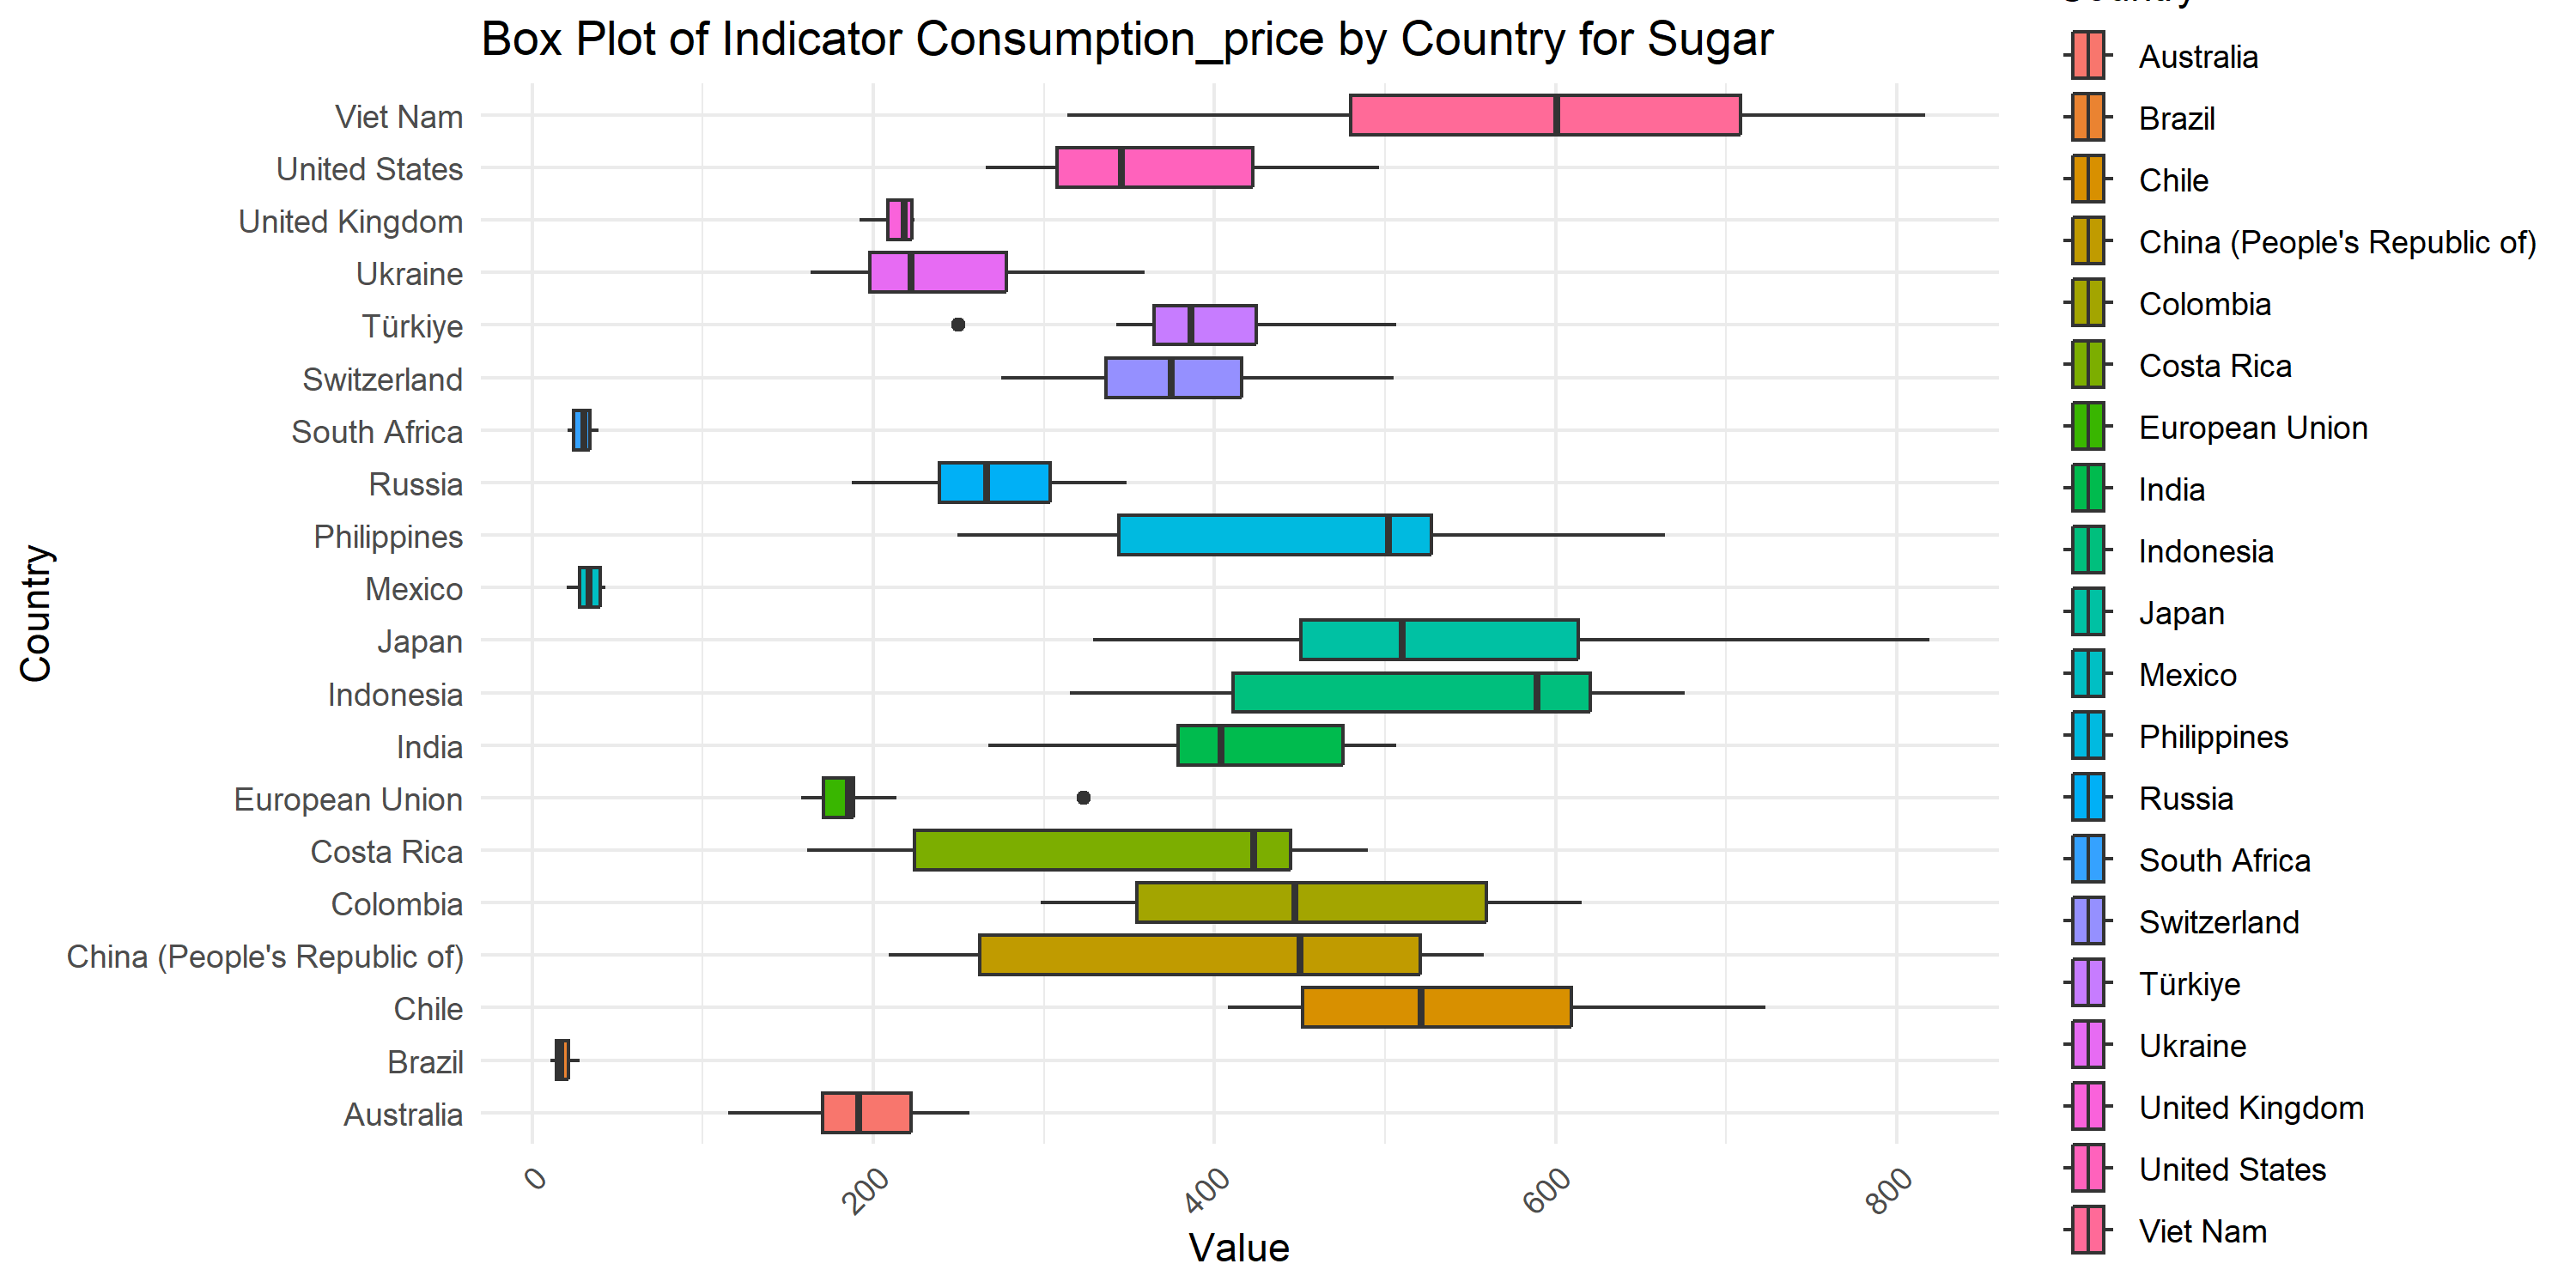 Box Plot of Indicator Consumption_price by Country for Sugar
Country
Viet Nam
United States
United Kingdom
Ukraine
Türkiye
Switzerland
South Africa
Russia
Philippines
Mexico
Japan
Indonesia
India
European Union
Costa Rica
Colombia
China (People's Republic of)
Chile
Brazil
Australia
0
200
400
600
800
Value
Country
Australia
Brazil
Chile
China (People's Republic of)
Colombia
Costa Rica
European Union
India
Indonesia
Japan
Mexico
Philippines
Russia
South Africa
Switzerland
Türkiye
Ukraine
United Kingdom
United States
Viet Nam